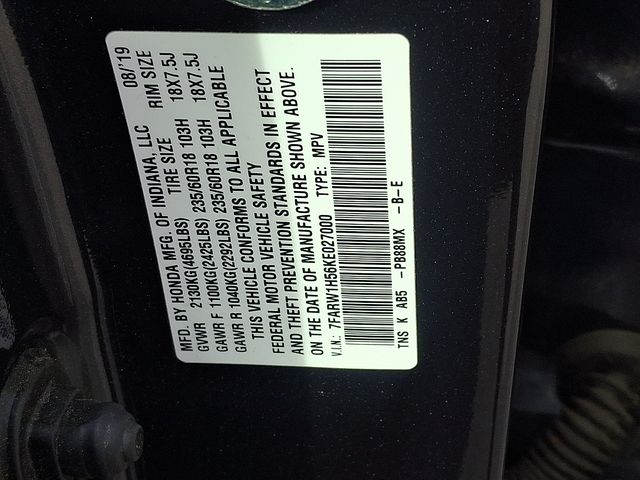 MFD. BY HONDA MFG. OF INDIANA, LLC 08/'19
TIRE SIZE RIM SIZE
GVWR 2130KG(4695LBS)
GAWR F 1100KG(2425LBS) 235/60R18 103H 18X7.5J
GAWR R 1040KG(2292LBS) 235/60R18 103H 18X7.5J
THIS VEHICLE CONFORMS TO ALL APPLICABLE
FEDERAL MOTOR VEHICLE SAFETY
AND THEFT PREVENTION STANDARDS IN EFFECT
ON THE DATE OF MANUFACTURE SHOWN ABOVE.
V.I.N.: 7FARW1H56KE027000 TYPE: MPV
TNS K AB5 -PB88MX -B-E